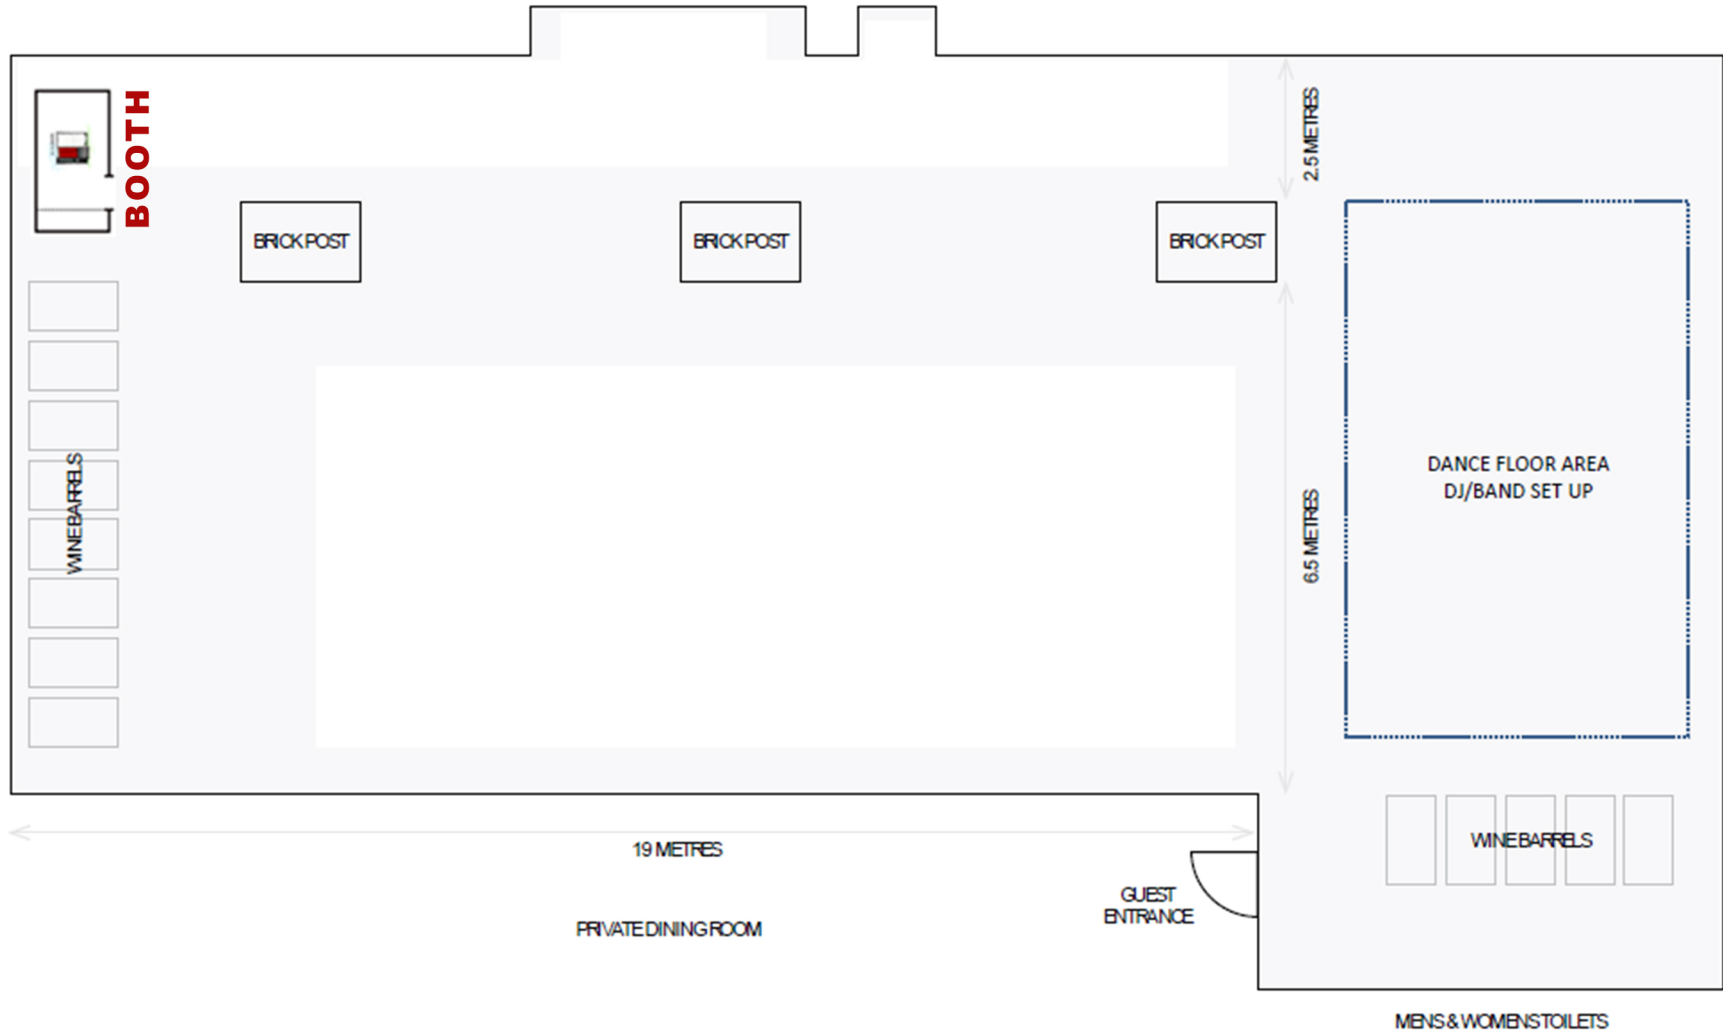 BOOTH
2.5 METRES
BRICK POST
BRICK POST
BRICK POST
WINE BARRELS
DANCE FLOOR AREA
DJ/BAND SET UP
6.5 METRES
19 METRES
WINE BARRELS
GUEST
ENTRANCE
PRIVATE DINING ROOM
MENS & WOMENS TOILETS